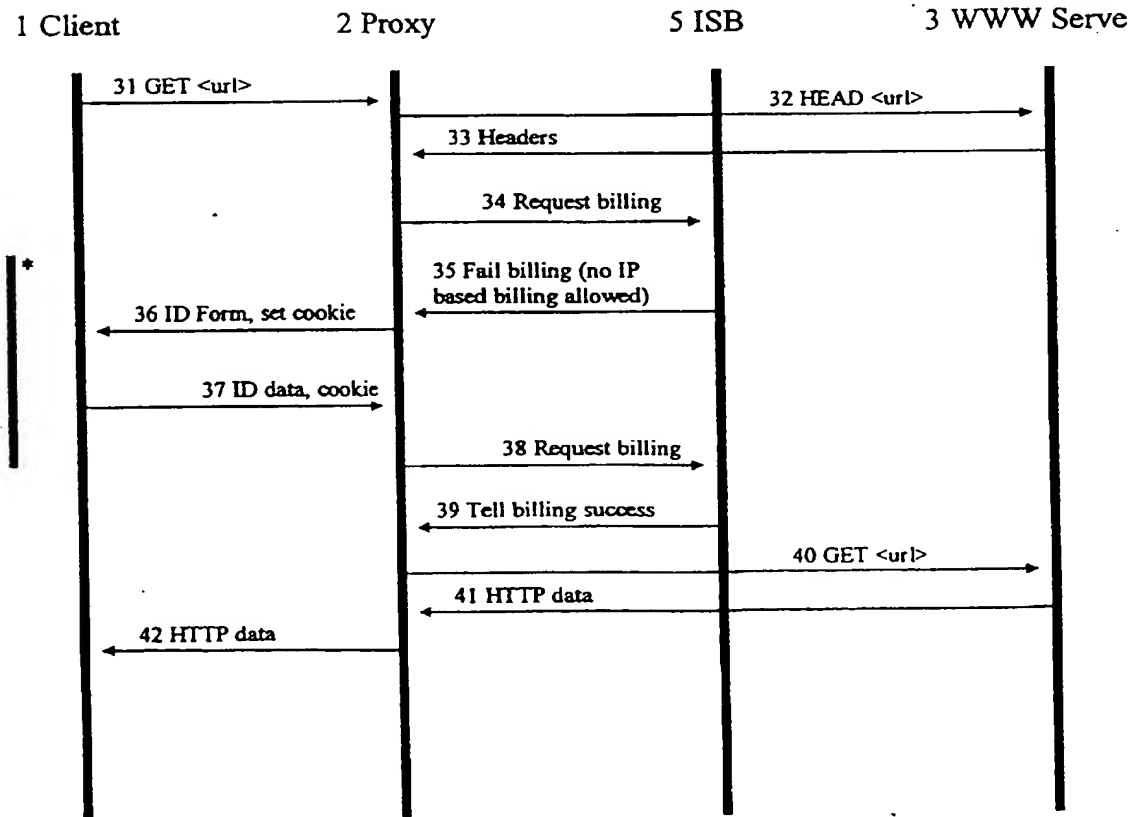 1 Client
2 Proxy
5 ISB
3 WWW Serve
31 GET <url>
32 HEAD <url>
33 Headers
34 Request billing
*
35 Fail billing (no IP
based billing allowed)
36 ID Form, set cookie
37 ID data, cookie
38 Request billing
39 Tell billing success
40 GET <url>
41 HTTP data
42 HTTP data